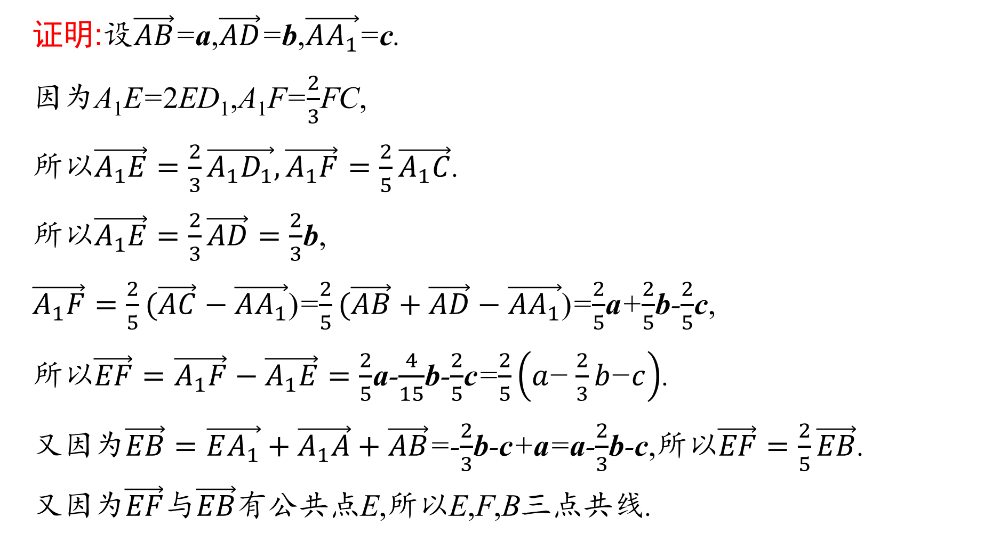 证明:设$\overrightarrow{AB}$=$\boldsymbol{a}$,$\overrightarrow{AD}$=$\boldsymbol{b}$,$\overrightarrow{AA_1}$=$\boldsymbol{c}$.
因为$A_1E$=2$ED_1$,$A_1F$=$\frac{2}{3}$$FC$,
所以$\overrightarrow{A_1E}=\frac{2}{3}\overrightarrow{A_1D_1}$,$\overrightarrow{A_1F}=\frac{2}{5}\overrightarrow{A_1C}$.
所以$\overrightarrow{A_1E}=\frac{2}{3}\overrightarrow{AD}=\frac{2}{3}\boldsymbol{b}$,
$\overrightarrow{A_1F}=\frac{2}{5}(\overrightarrow{AC}-\overrightarrow{AA_1})=\frac{2}{5}(\overrightarrow{AB}+\overrightarrow{AD}-\overrightarrow{AA_1})=\frac{2}{5}\boldsymbol{a}+\frac{2}{5}\boldsymbol{b}-\frac{2}{5}\boldsymbol{c}$,
所以$\overrightarrow{EF}=\overrightarrow{A_1F}-\overrightarrow{A_1E}=\frac{2}{5}\boldsymbol{a}-\frac{4}{15}\boldsymbol{b}-\frac{2}{5}\boldsymbol{c}=\frac{2}{5}\left(a-\frac{2}{3}b-c\right)$.
又因为$\overrightarrow{EB}=\overrightarrow{EA_1}+\overrightarrow{A_1A}+\overrightarrow{AB}=-\frac{2}{3}\boldsymbol{b}-\boldsymbol{c}+\boldsymbol{a}=\boldsymbol{a}-\frac{2}{3}\boldsymbol{b}-\boldsymbol{c}$,所以$\overrightarrow{EF}=\frac{2}{5}\overrightarrow{EB}$.
又因为$\overrightarrow{EF}$与$\overrightarrow{EB}$有公共点E,所以E,F,B三点共线.